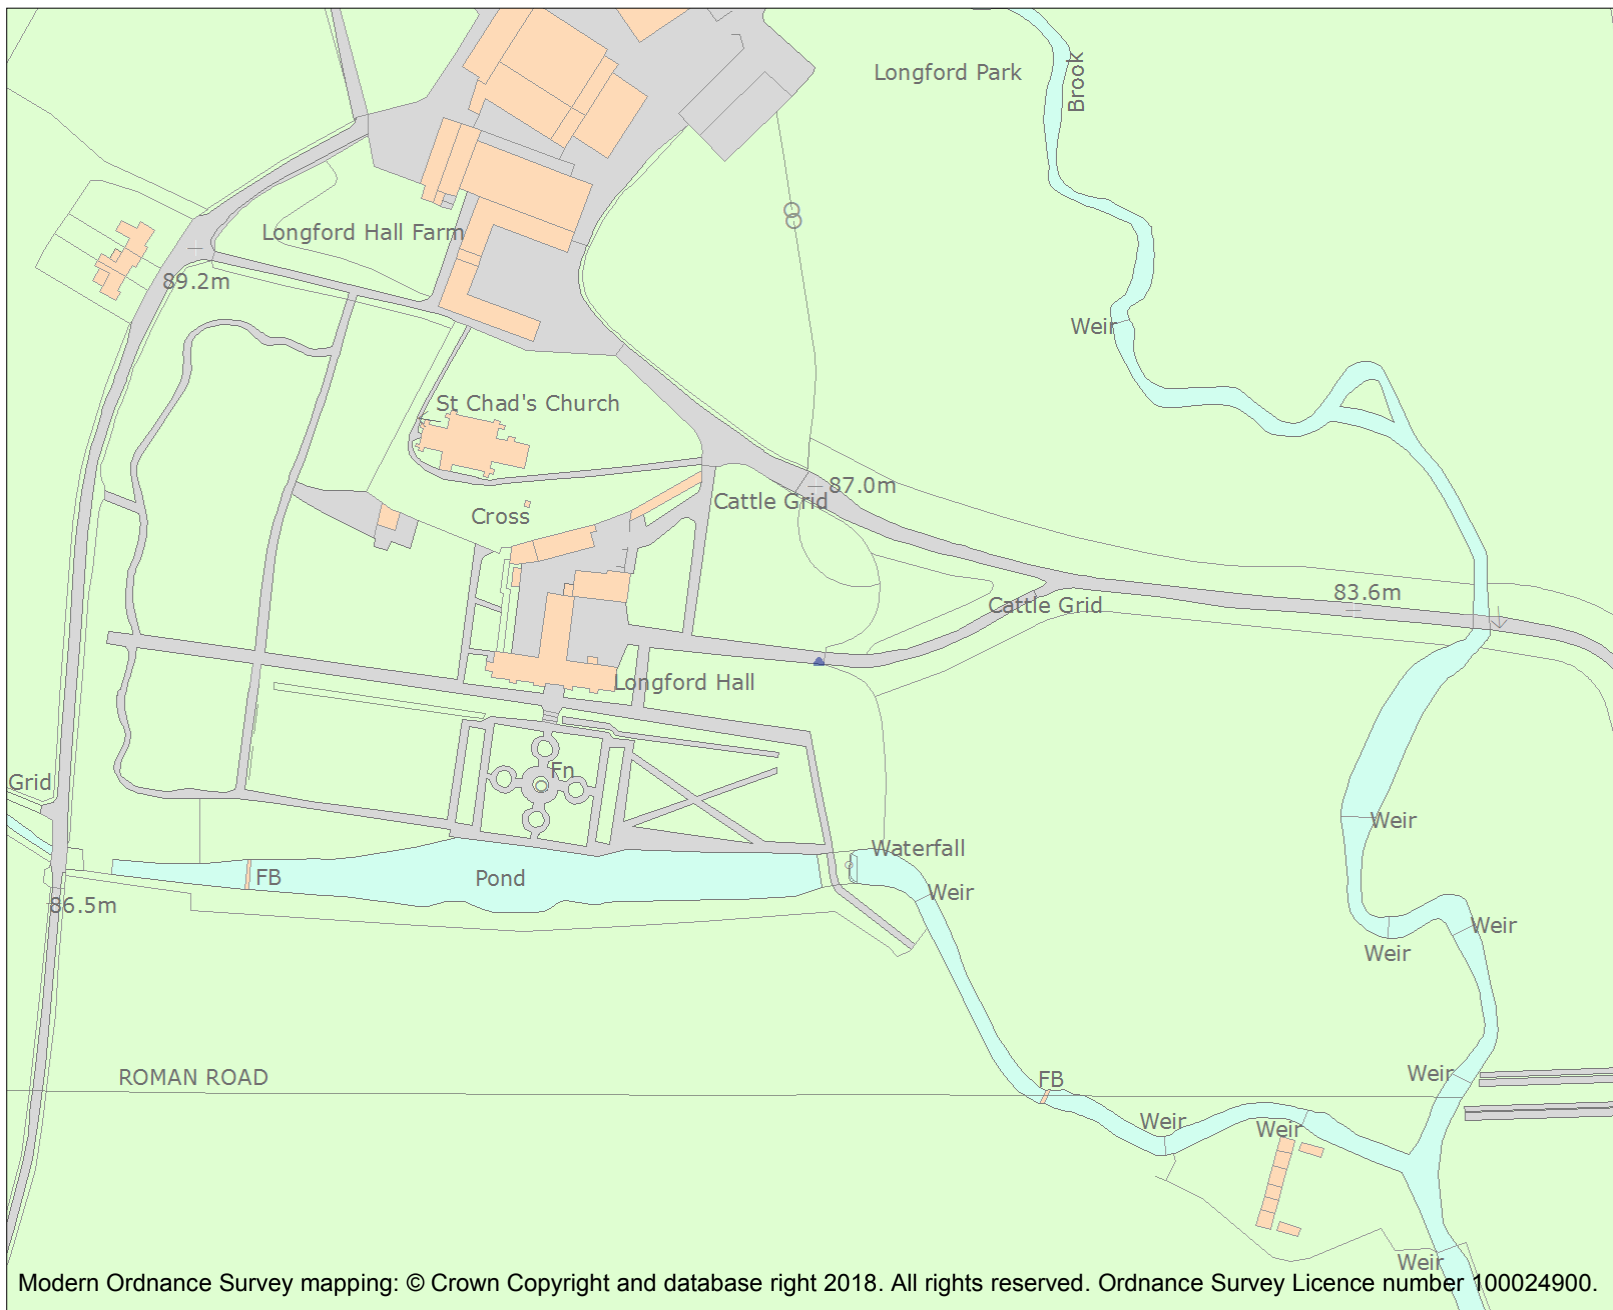 Longford Park
Brook
Longford Hall Farm
89.2m
Weir
St Chad's Church
87.0m
Cattle Grid
Cross
83.6m
Cattle Grid
Longford Hall
Fn
Grid
Weir
Waterfall
FB
Pond
Weir
86.5m
Weir
Weir
ROMAN ROAD
FB
Weir
Weir
Weir
Weir
Modern Ordnance Survey mapping: © Crown Copyright and database right 2018. All rights reserved. Ordnance Survey Licence number 100024900.